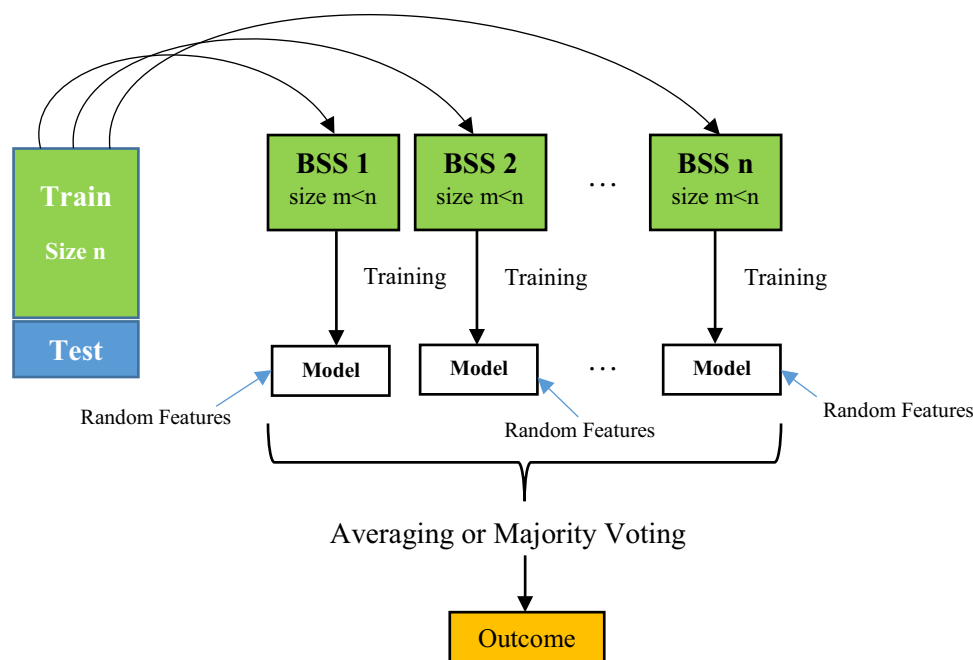 BSS 1
size m<n
BSS 2
size m<n
...
BSS n
size m<n
Train
Size n
Training
Training
Training
Test
Model
Model
...
Model
Random Features
Random Features
Random Features
Averaging or Majority Voting
Outcome